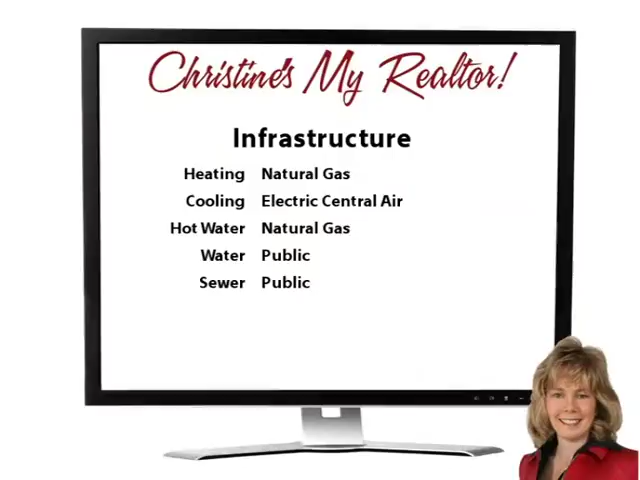 Christine's My Realtor!
Infrastructure
Heating Natural Gas
Cooling Electric Central Air
Hot Water Natural Gas
Water Public
Sewer Public